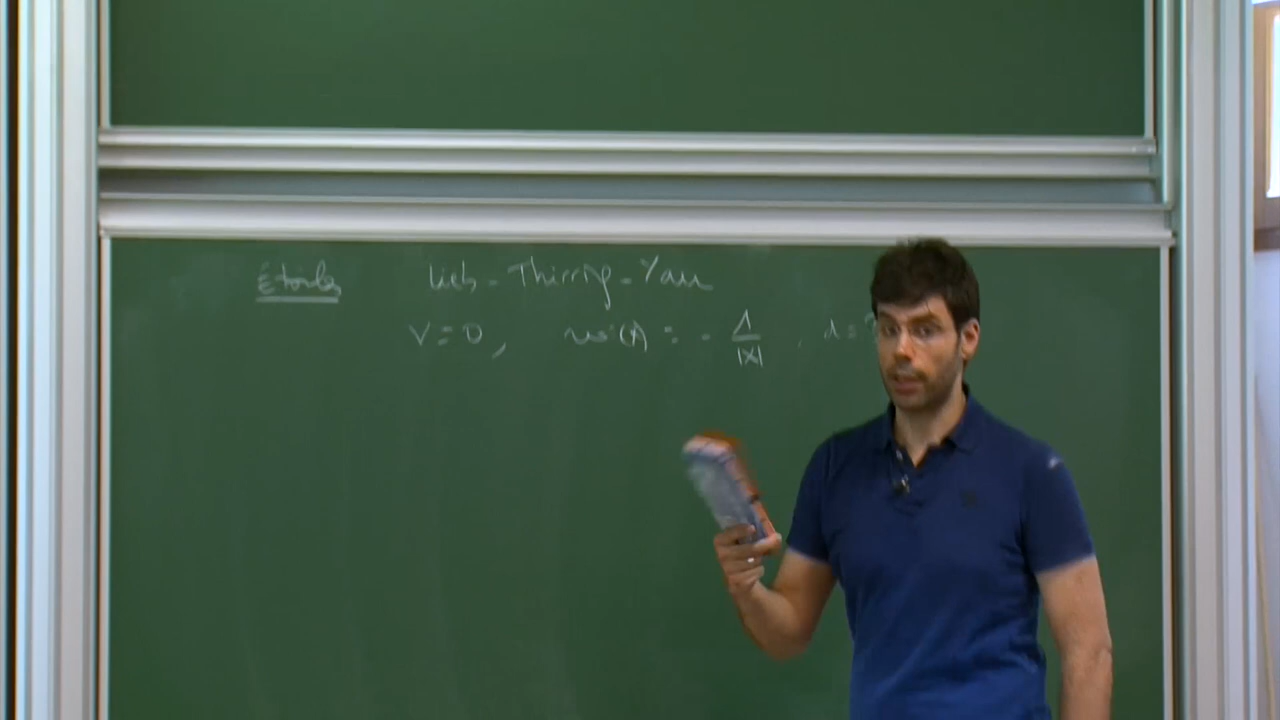 Étoiles Lieb - Thirring - Yau
V = 0, w(x) = - 1/|x| , d = ?